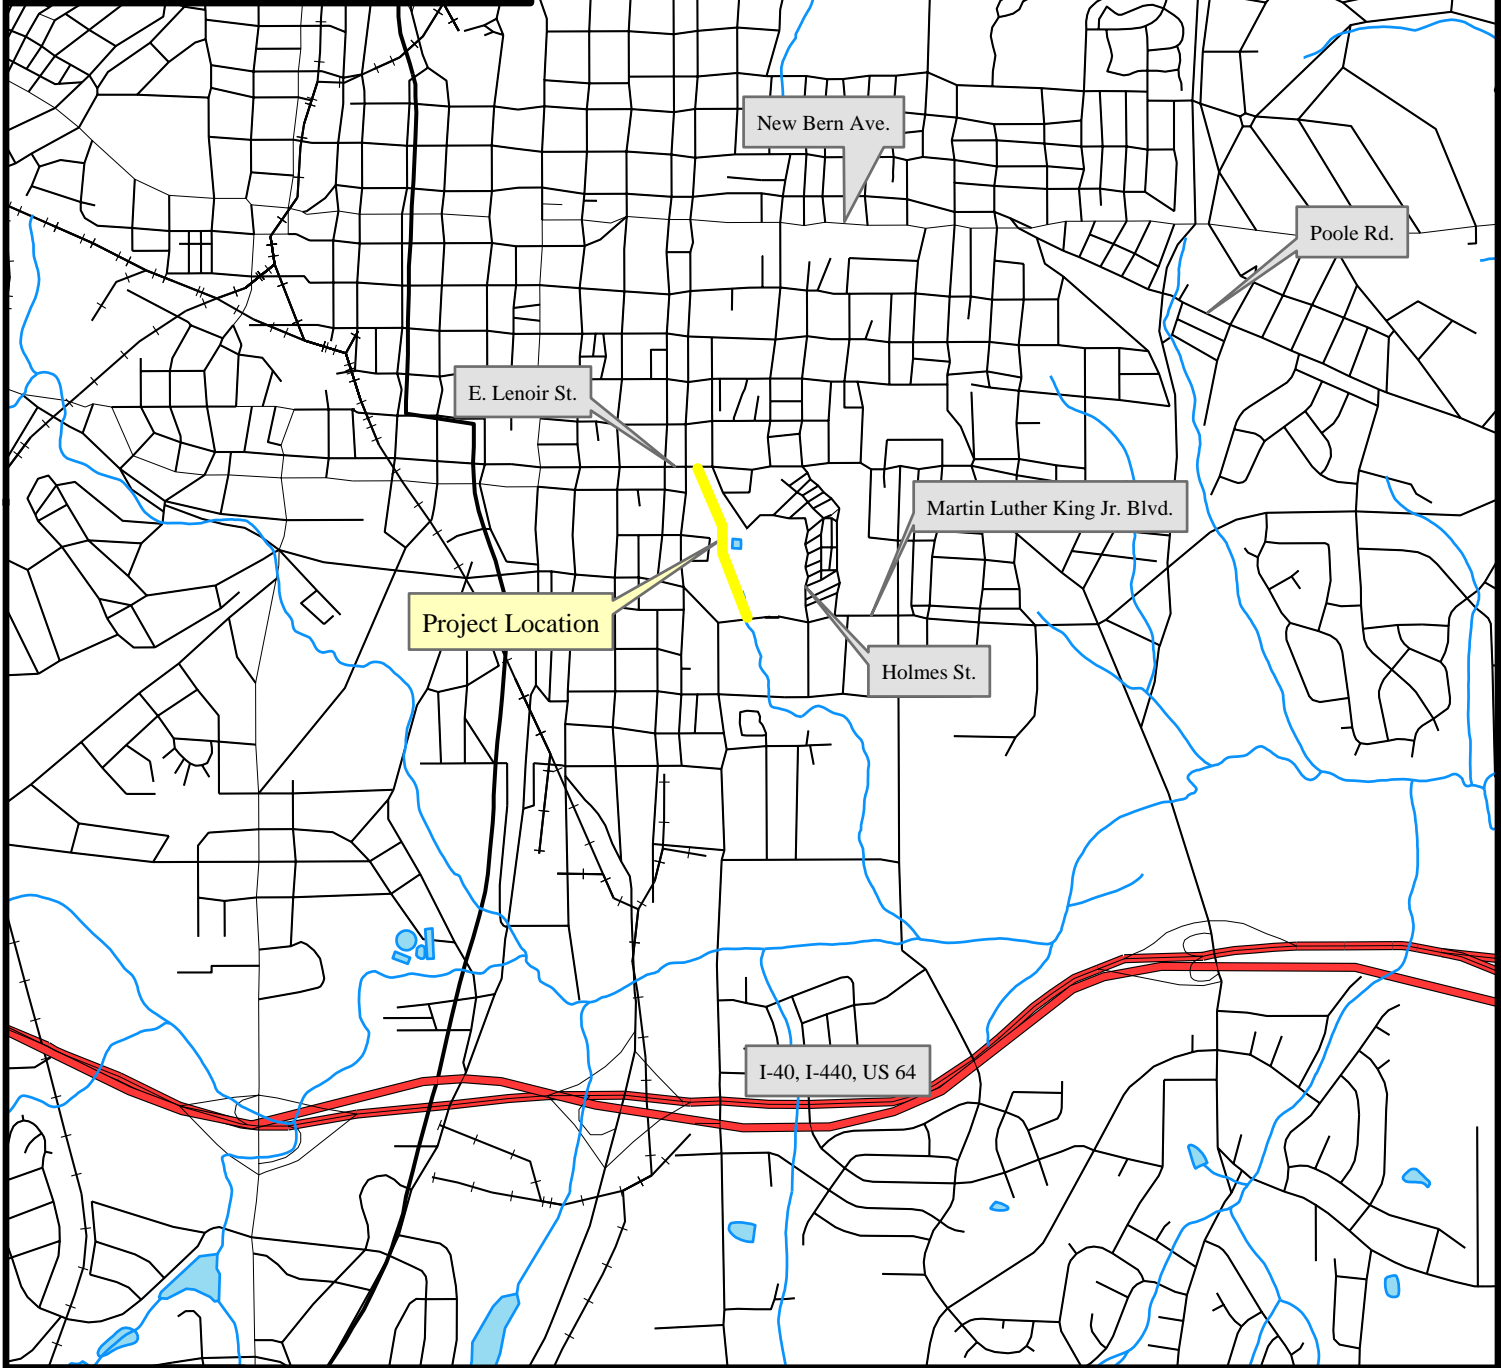 New Bern Ave.
Poole Rd.
E. Lenoir St.
Martin Luther King Jr. Blvd.
Project Location
Holmes St.
I-40, I-440, US 64